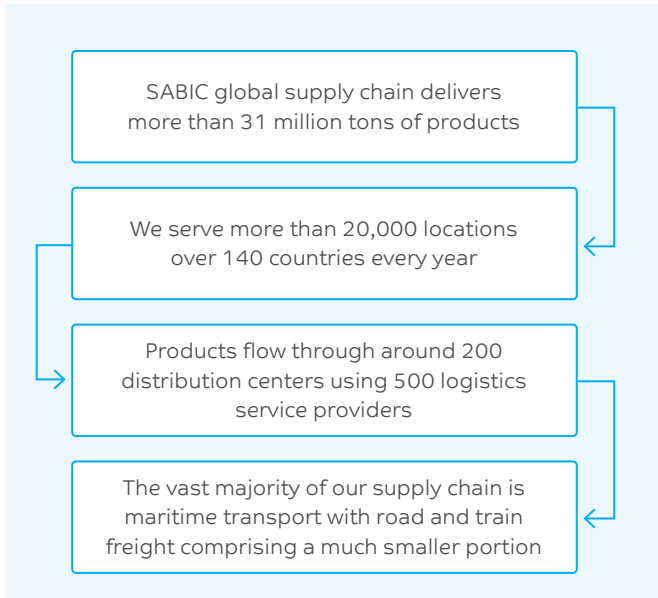 SABIC global supply chain delivers
more than 31 million tons of products
We serve more than 20,000 locations
over 140 countries every year
Products flow through around 200
distribution centers using 500 logistics
service providers
The vast majority of our supply chain is
maritime transport with road and train
freight comprising a much smaller portion